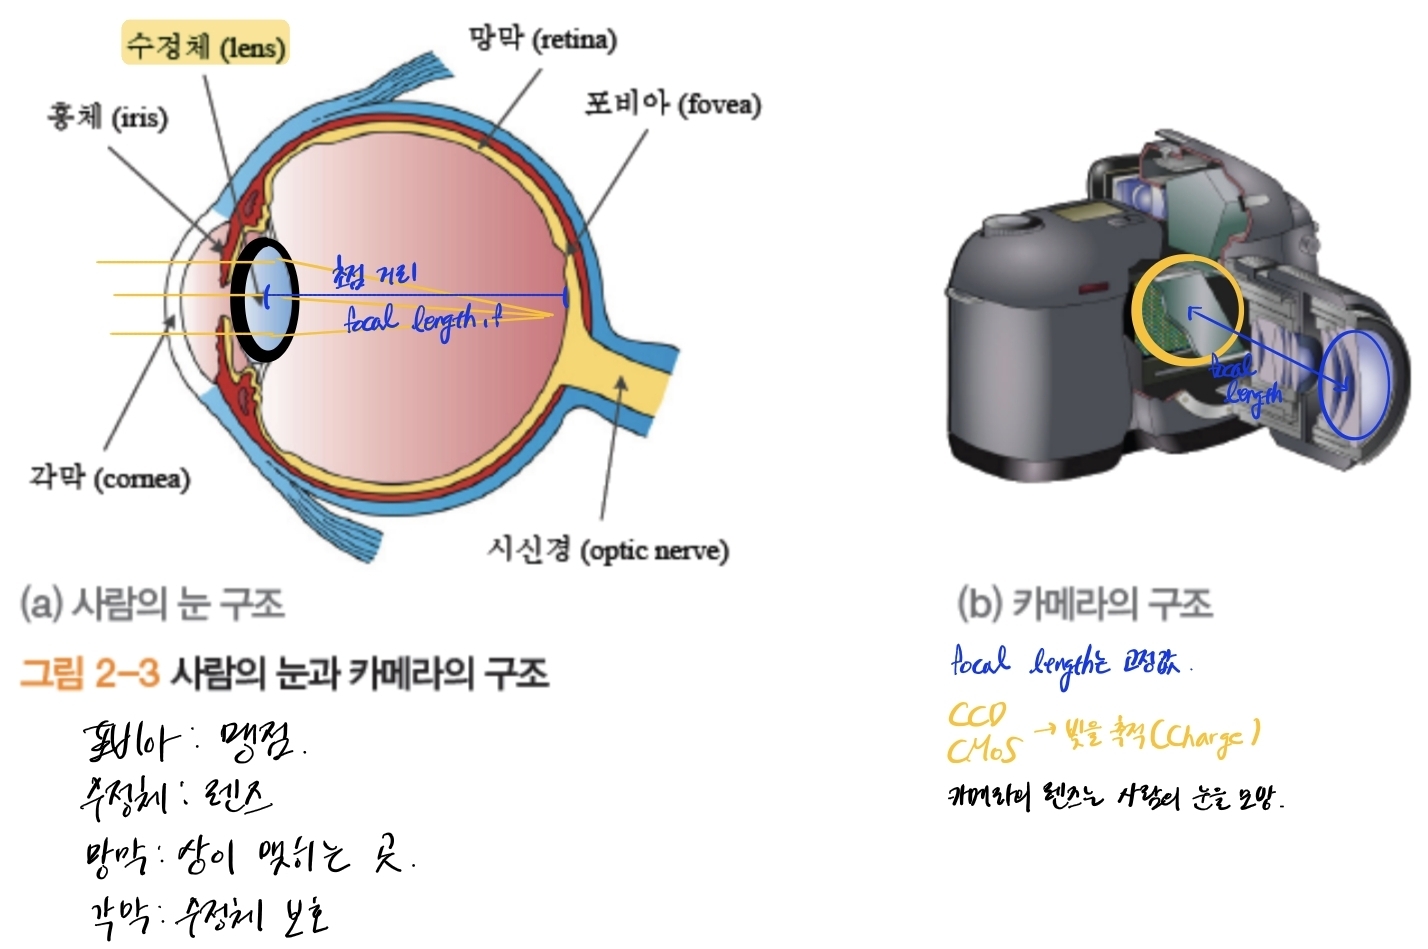 수정체 (lens)
망막 (retina)
홍체 (iris)
포비아 (fovea)
초점 거리
focal length, f
각막 (cornea)
시신경 (optic nerve)
focal
length
(a) 사람의 눈 구조
(b) 카메라의 구조
그림 2-3 사람의 눈과 카메라의 구조
포비아 : 맹점.
수정체 : 렌즈
망막 : 상이 맺히는 곳.
각막 : 수정체 보호
focal length는 고정값.
CCD
CMOS → 빛을 축적 (Charge)
카메라의 렌즈는 사람의 눈을 모방.